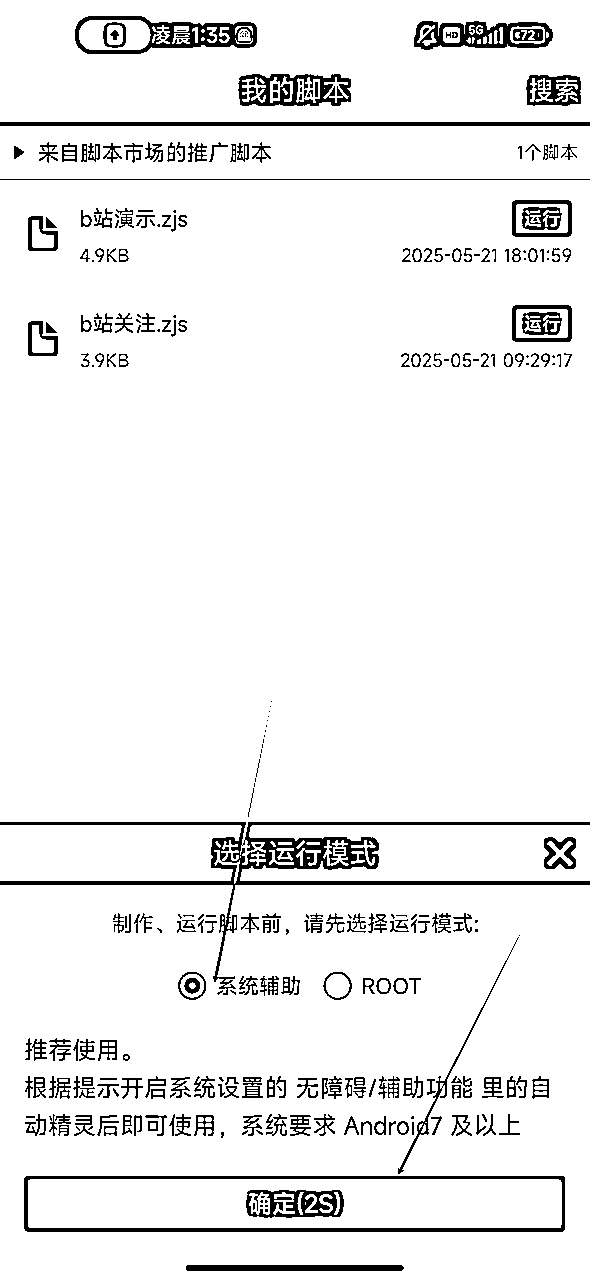 凌晨1:35 HD 5G 72
我的脚本 搜索
来自脚本市场的推广脚本 1个脚本
b站演示.zjs 运行
4.9KB 2025-05-21 18:01:59
b站关注.zjs 运行
3.9KB 2025-05-21 09:29:17
选择运行模式
制作、运行脚本前，请先选择运行模式:
系统辅助 ROOT
推荐使用。
根据提示开启系统设置的 无障碍/辅助功能 里的自
动精灵后即可使用，系统要求 Android7 及以上
确定(2S)